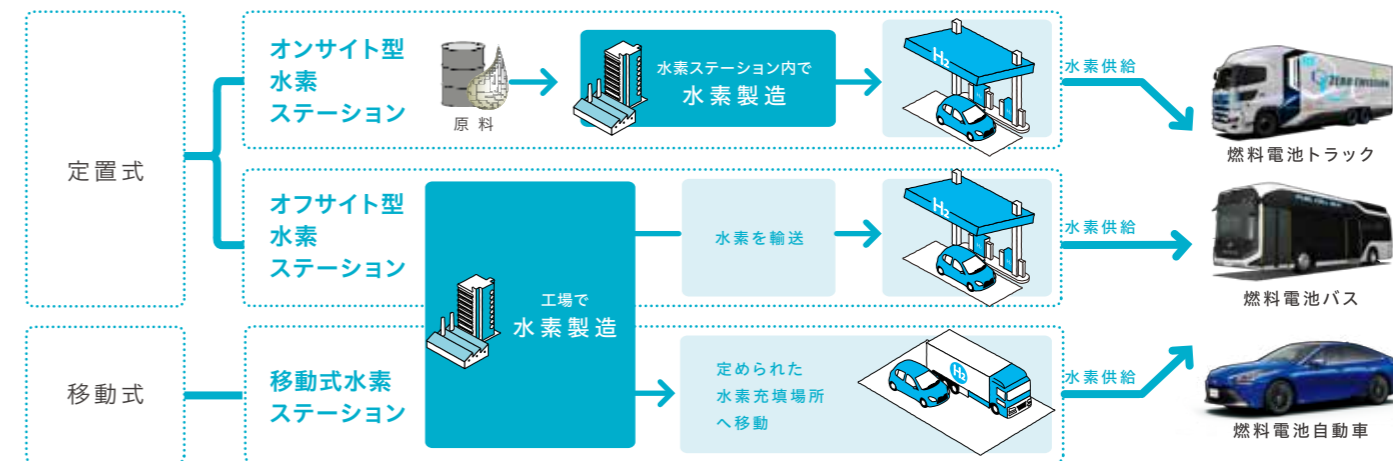 定置式
オンサイト型
水素
ステーション
原料
水素ステーション内で
水素製造
H₂
水素供給
ZERO EMISSION
燃料電池トラック
オフサイト型
水素
ステーション
水素を輸送
H₂
水素供給
燃料電池バス
工場で
水素製造
移動式
移動式水素
ステーション
定められた
水素充填場所
へ移動
H₂
水素供給
燃料電池自動車